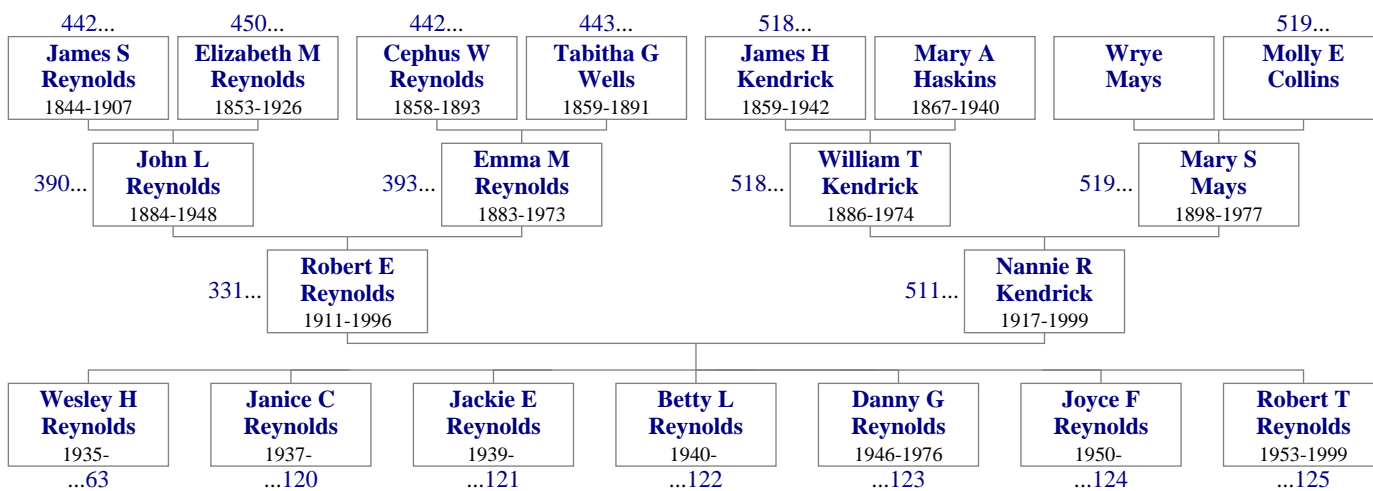 442... 450... 442... 443... 518... 519...
James S Elizabeth M Cephus W Tabitha G James H Mary A Wrye Molly E
Reynolds Reynolds Reynolds Wells Kendrick Haskins Mays Collins
1844-1907 1853-1926 1858-1893 1859-1891 1859-1942 1867-1940
John L Emma M William T Mary S
390... Reynolds 393... Reynolds 518... Kendrick 519... Mays
1884-1948 1883-1973 1886-1974 1898-1977
Robert E Nannie R
331... Reynolds 511... Kendrick
1911-1996 1917-1999
Wesley H Janice C Jackie E Betty L Danny G Joyce F Robert T
Reynolds Reynolds Reynolds Reynolds Reynolds Reynolds Reynolds
1935- 1937- 1939- 1940- 1946-1976 1950- 1953-1999
...63 ...120 ...121 ...122 ...123 ...124 ...125